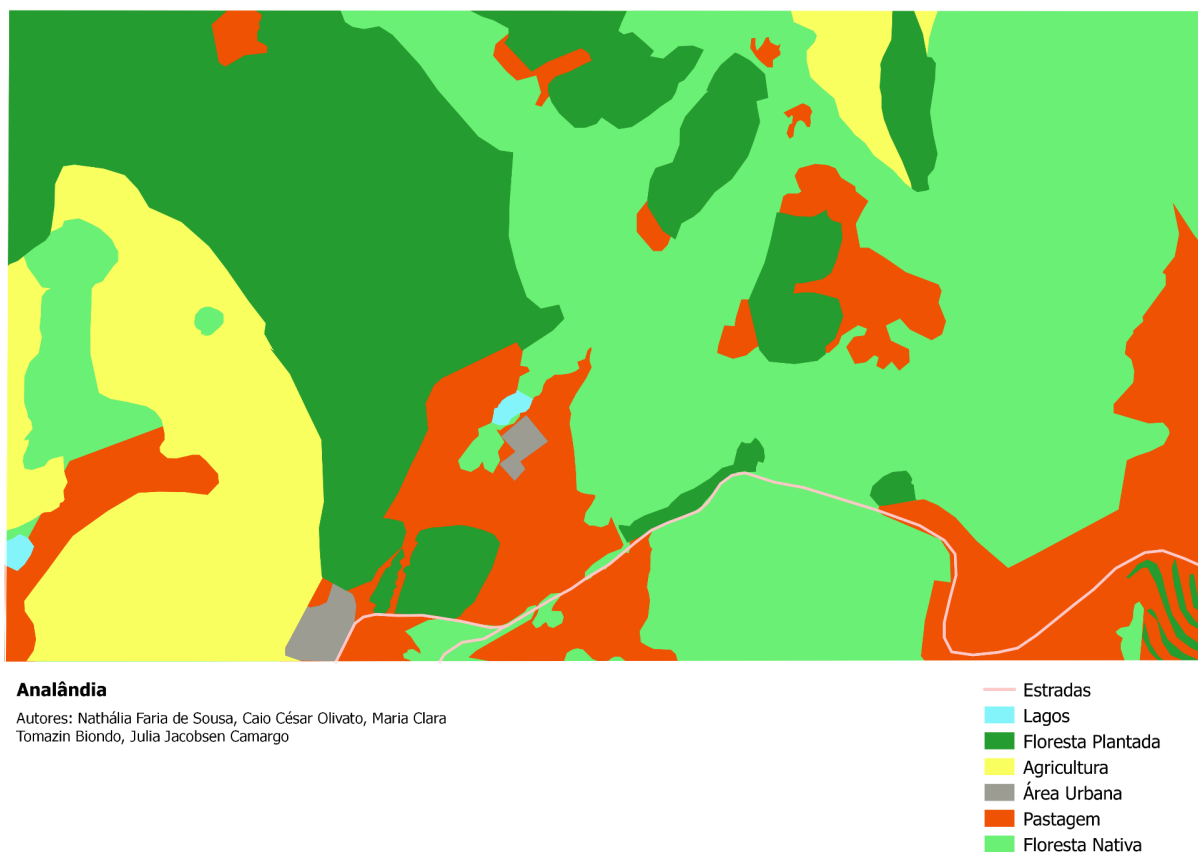 Analândia
Autores: Nathália Faria de Sousa, Caio César Olivato, Maria Clara
Tomazin Biondo, Julia Jacobsen Camargo
Estradas
Lagos
Floresta Plantada
Agricultura
Área Urbana
Pastagem
Floresta Nativa